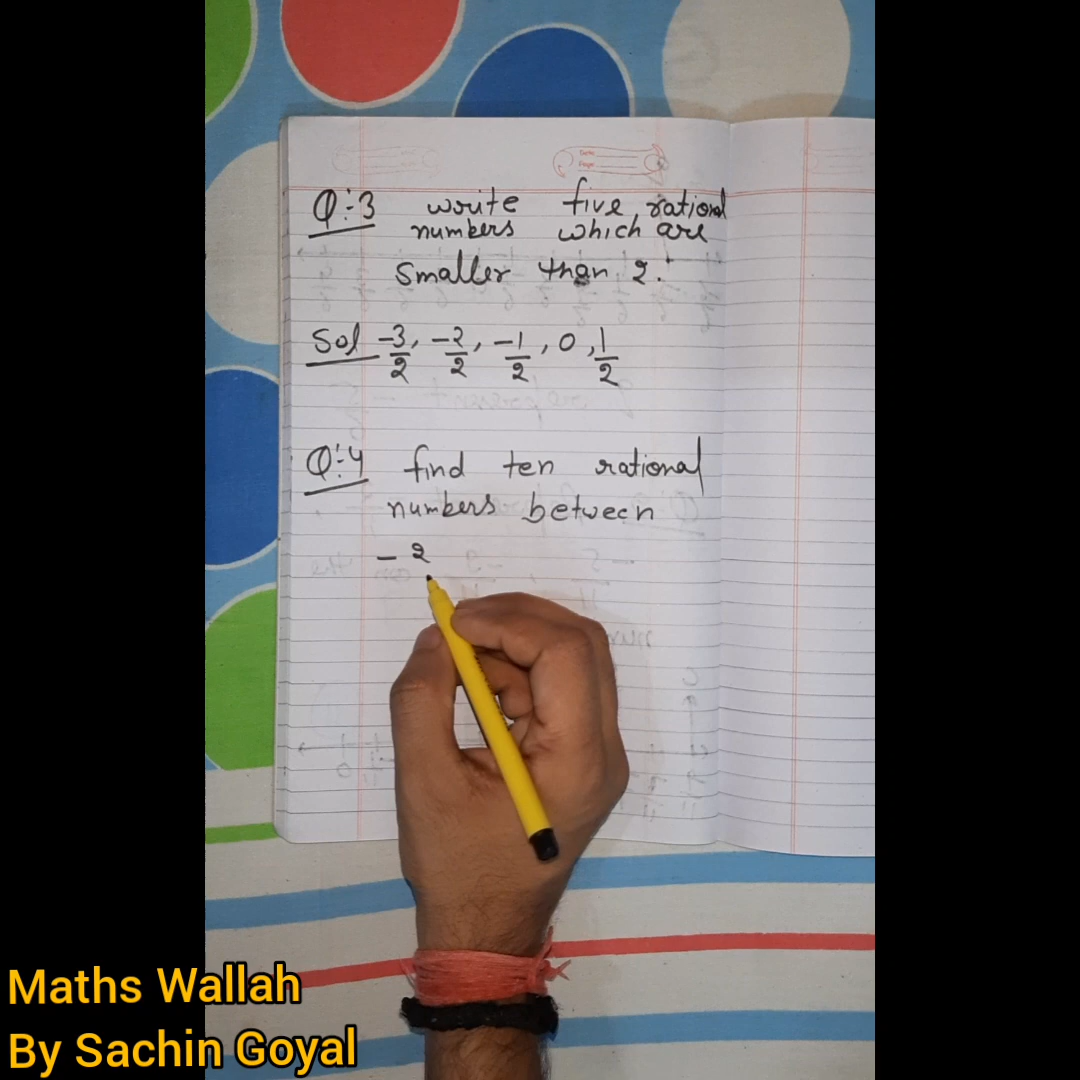 Q:-3 write five rational
numbers which are
smaller than 2.
Sol -3/2, -2/2, -1/2, 0, 1/2
Q:-4 find ten rational
numbers between
- 2
Maths Wallah
By Sachin Goyal